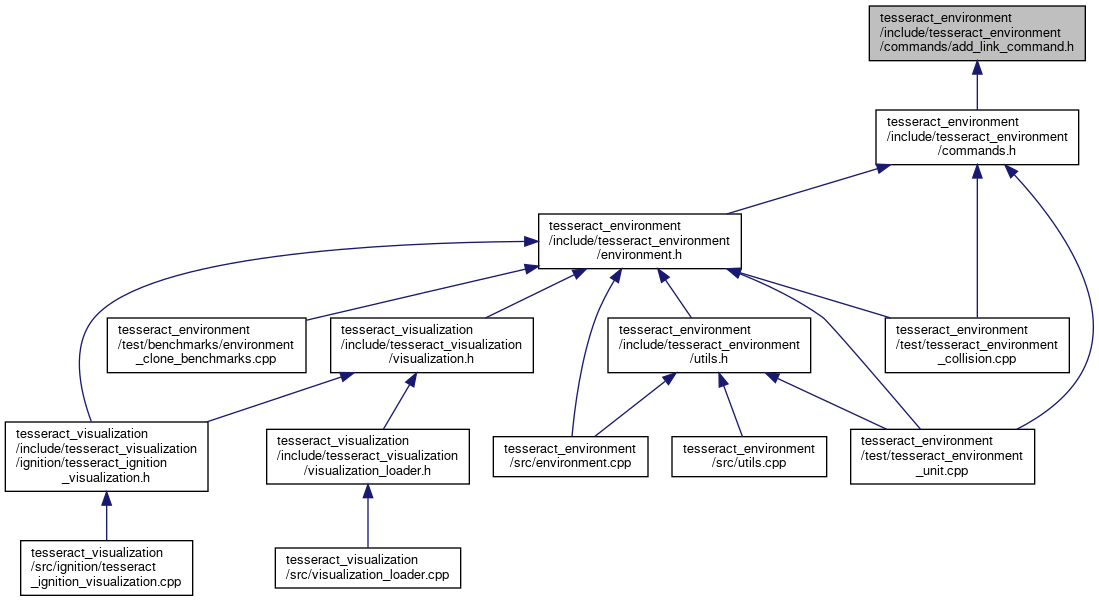 tesseract_environment
/include/tesseract_environment
/commands/add_link_command.h
tesseract_environment
/include/tesseract_environment
/commands.h
tesseract_environment
/include/tesseract_environment
/environment.h
tesseract_environment
/test/benchmarks/environment
_clone_benchmarks.cpp
tesseract_visualization
/include/tesseract_visualization
/visualization.h
tesseract_environment
/include/tesseract_environment
/utils.h
tesseract_environment
/test/tesseract_environment
_collision.cpp
tesseract_visualization
/include/tesseract_visualization
/ignition/tesseract_ignition
_visualization.h
tesseract_visualization
/include/tesseract_visualization
/visualization_loader.h
tesseract_environment
/src/environment.cpp
tesseract_environment
/src/utils.cpp
tesseract_environment
/test/tesseract_environment
_unit.cpp
tesseract_visualization
/src/ignition/tesseract
_ignition_visualization.cpp
tesseract_visualization
/src/visualization_loader.cpp